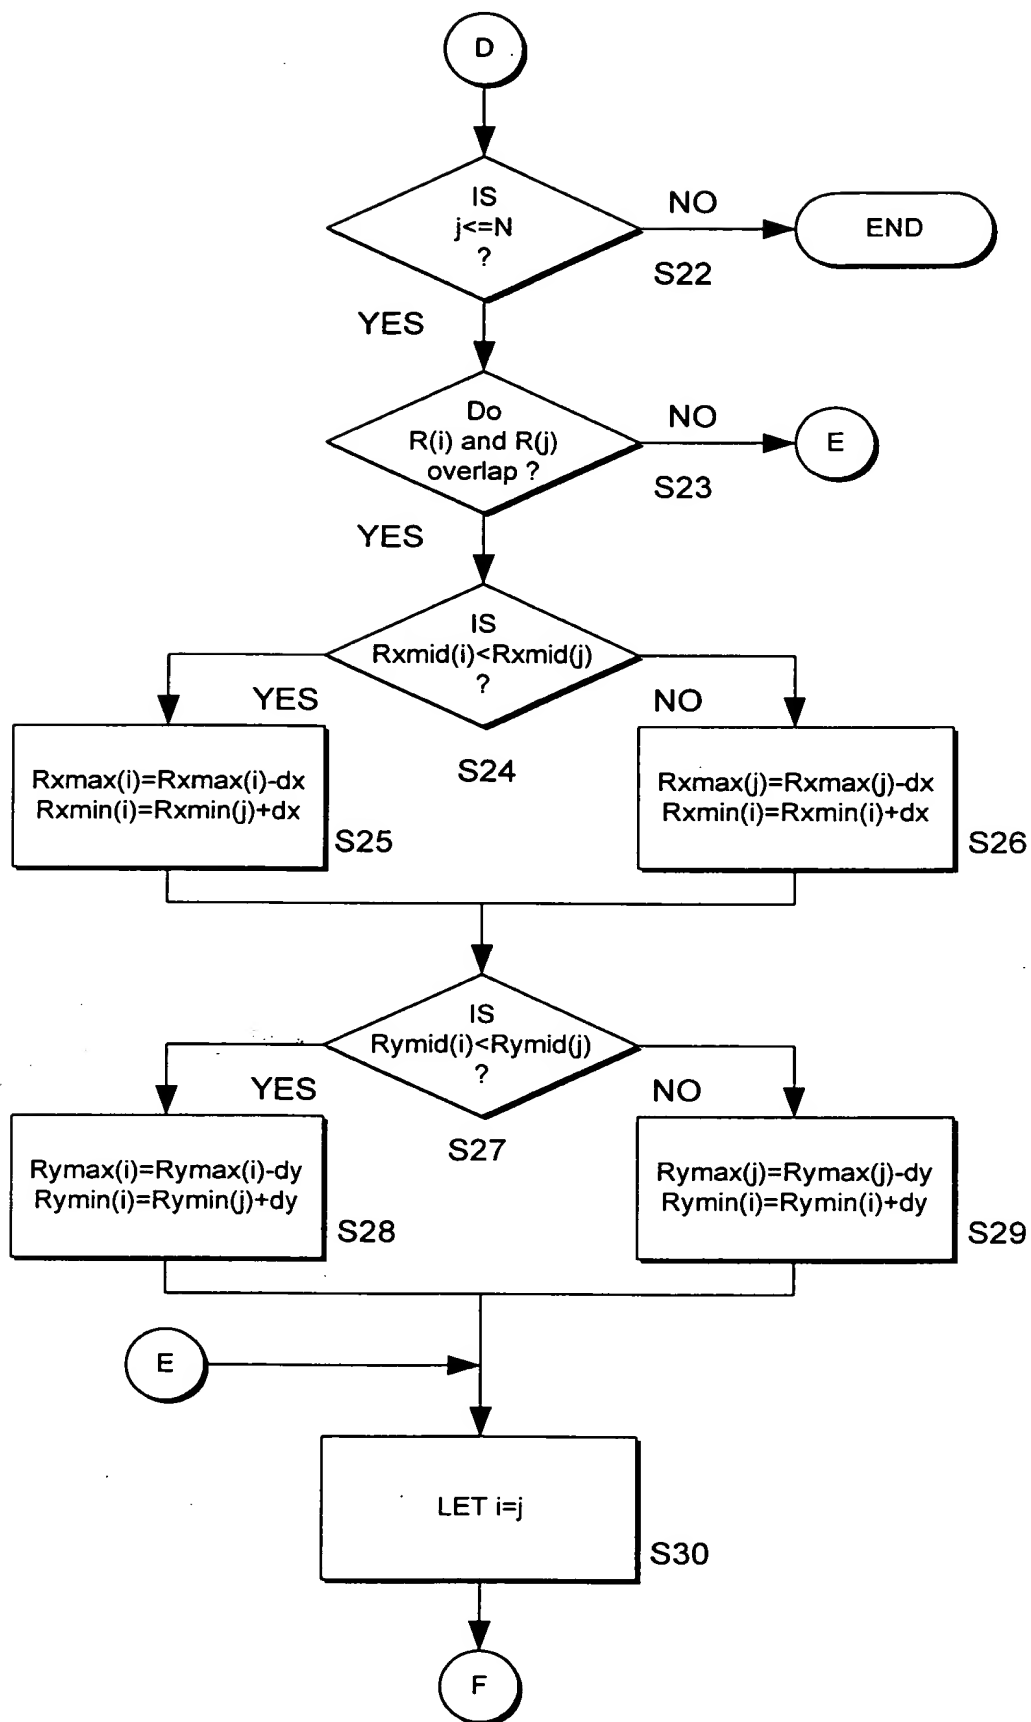 D
IS
j<=N
?
NO
END
S22
YES
Do
R(i) and R(j)
overlap ?
NO
E
S23
YES
IS
Rxmid(i)<Rxmid(j)
?
YES
NO
S24
Rxmax(i)=Rxmax(i)-dx
Rxmin(i)=Rxmin(j)+dx
S25
Rxmax(j)=Rxmax(j)-dx
Rxmin(i)=Rxmin(i)+dx
S26
IS
Rymid(i)<Rymid(j)
?
YES
NO
S27
Rymax(i)=Rymax(i)-dy
Rymin(i)=Rymin(j)+dy
S28
Rymax(j)=Rymax(j)-dy
Rymin(i)=Rymin(i)+dy
S29
E
LET i=j
S30
F